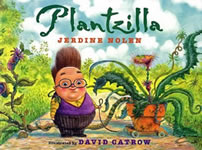 Plantzilla
JERDINE NOLEN
illustrated by DAVID CATROW